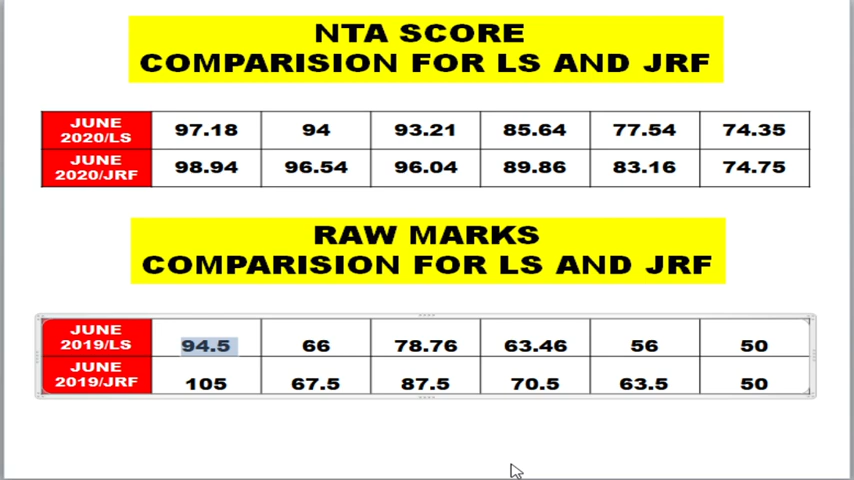 NTA SCORE
COMPARISION FOR LS AND JRF
JUNE
2020/LS 97.18 94 93.21 85.64 77.54 74.35
JUNE
2020/JRF 98.94 96.54 96.04 89.86 83.16 74.75
RAW MARKS
COMPARISION FOR LS AND JRF
JUNE
2019/LS 94.5 66 78.76 63.46 56 50
JUNE
2019/JRF 105 67.5 87.5 70.5 63.5 50